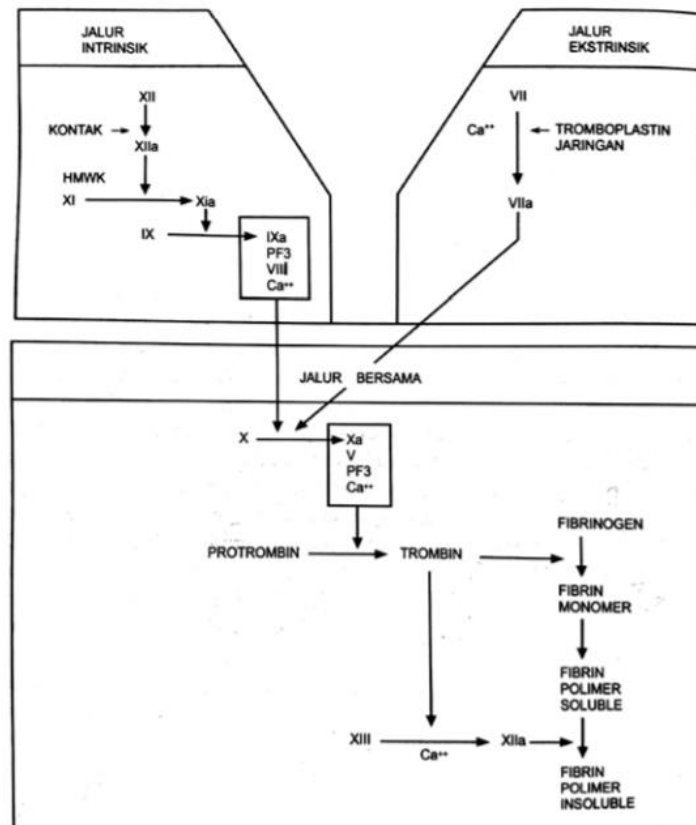 JALUR
INTRINSIK
JALUR
EKSTRINSIK
XII
KONTAK
XIIa
HMWK
XI
Xia
IX
IXa
PF3
VIII
Ca++
VII
Ca++
TROMBOPLASTIN
JARINGAN
VIIa
JALUR BERSAMA
X
Xa
V
PF3
Ca++
PROTROMBIN
TROMBIN
FIBRINOGEN
FIBRIN
MONOMER
FIBRIN
POLIMER
SOLUBLE
XIII
Ca++
XIIa
FIBRIN
POLIMER
INSOLUBLE